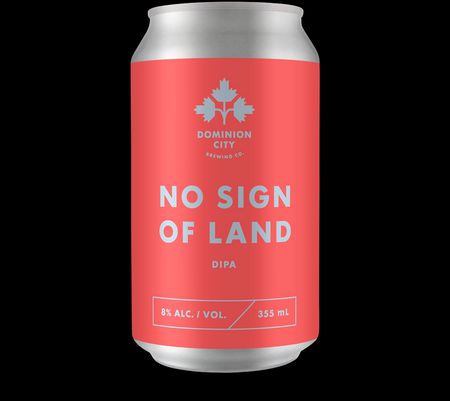 DOMINION
CITY
BREWING CO.
NO SIGN
OF LAND
DIPA
8% ALC. / VOL.
355 mL